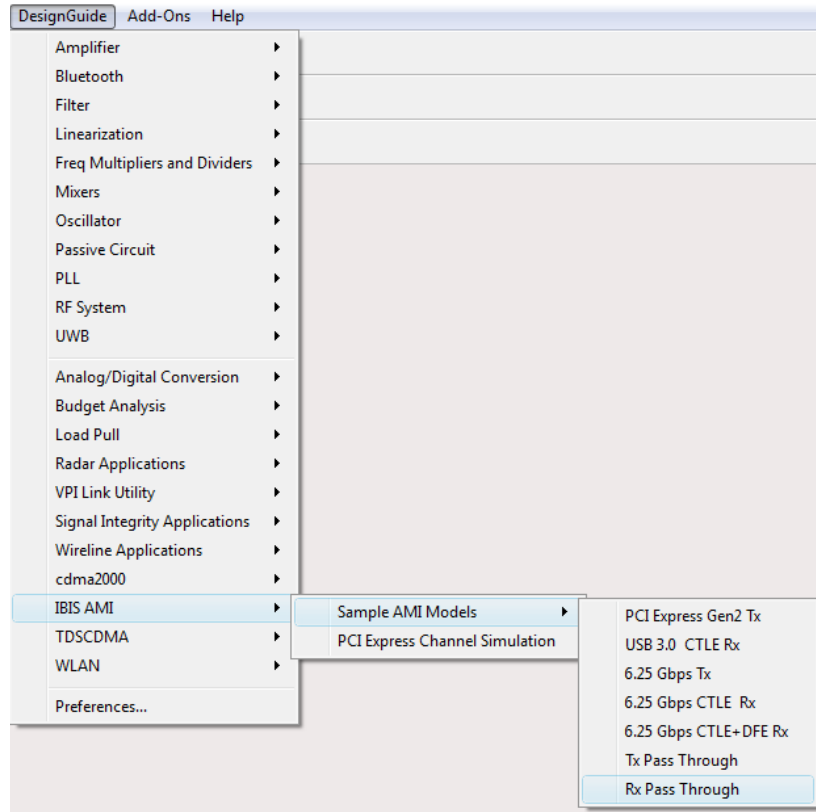 DesignGuide Add-Ons Help
Amplifier
Bluetooth
Filter
Linearization
Freq Multipliers and Dividers
Mixers
Oscillator
Passive Circuit
PLL
RF System
UWB
Analog/Digital Conversion
Budget Analysis
Load Pull
Radar Applications
VPI Link Utility
Signal Integrity Applications
Wireline Applications
cdma2000
IBIS AMI
TDSCDMA
WLAN
Preferences...
Sample AMI Models
PCI Express Channel Simulation
PCI Express Gen2 Tx
USB 3.0 CTLE Rx
6.25 Gbps Tx
6.25 Gbps CTLE Rx
6.25 Gbps CTLE+DFE Rx
Tx Pass Through
Rx Pass Through